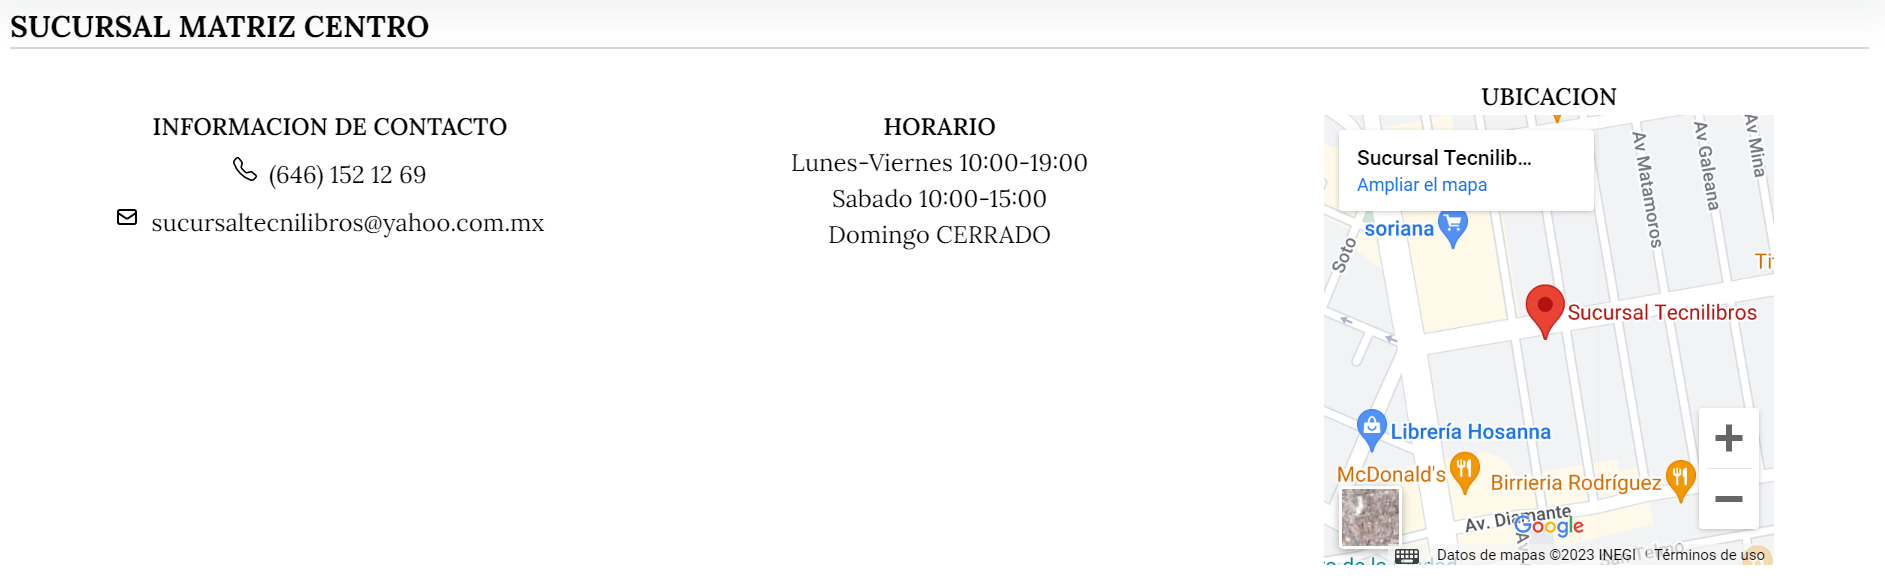 SUCURSAL MATRIZ CENTRO
INFORMACION DE CONTACTO
(646) 152 12 69
sucursaltecnilibros@yahoo.com.mx
HORARIO
Lunes-Viernes 10:00-19:00
Sabado 10:00-15:00
Domingo CERRADO
UBICACION
Sucursal Tecnilib...
Ampliar el mapa
Av Matamoros
Av Galeana
Av Mina
soriana
Soto
Sucursal Tecnilibros
Librería Hosanna
McDonald's
Birrieria Rodríguez
Av. Diamante
Google
Datos de mapas ©2023 INEGI
Términos de uso